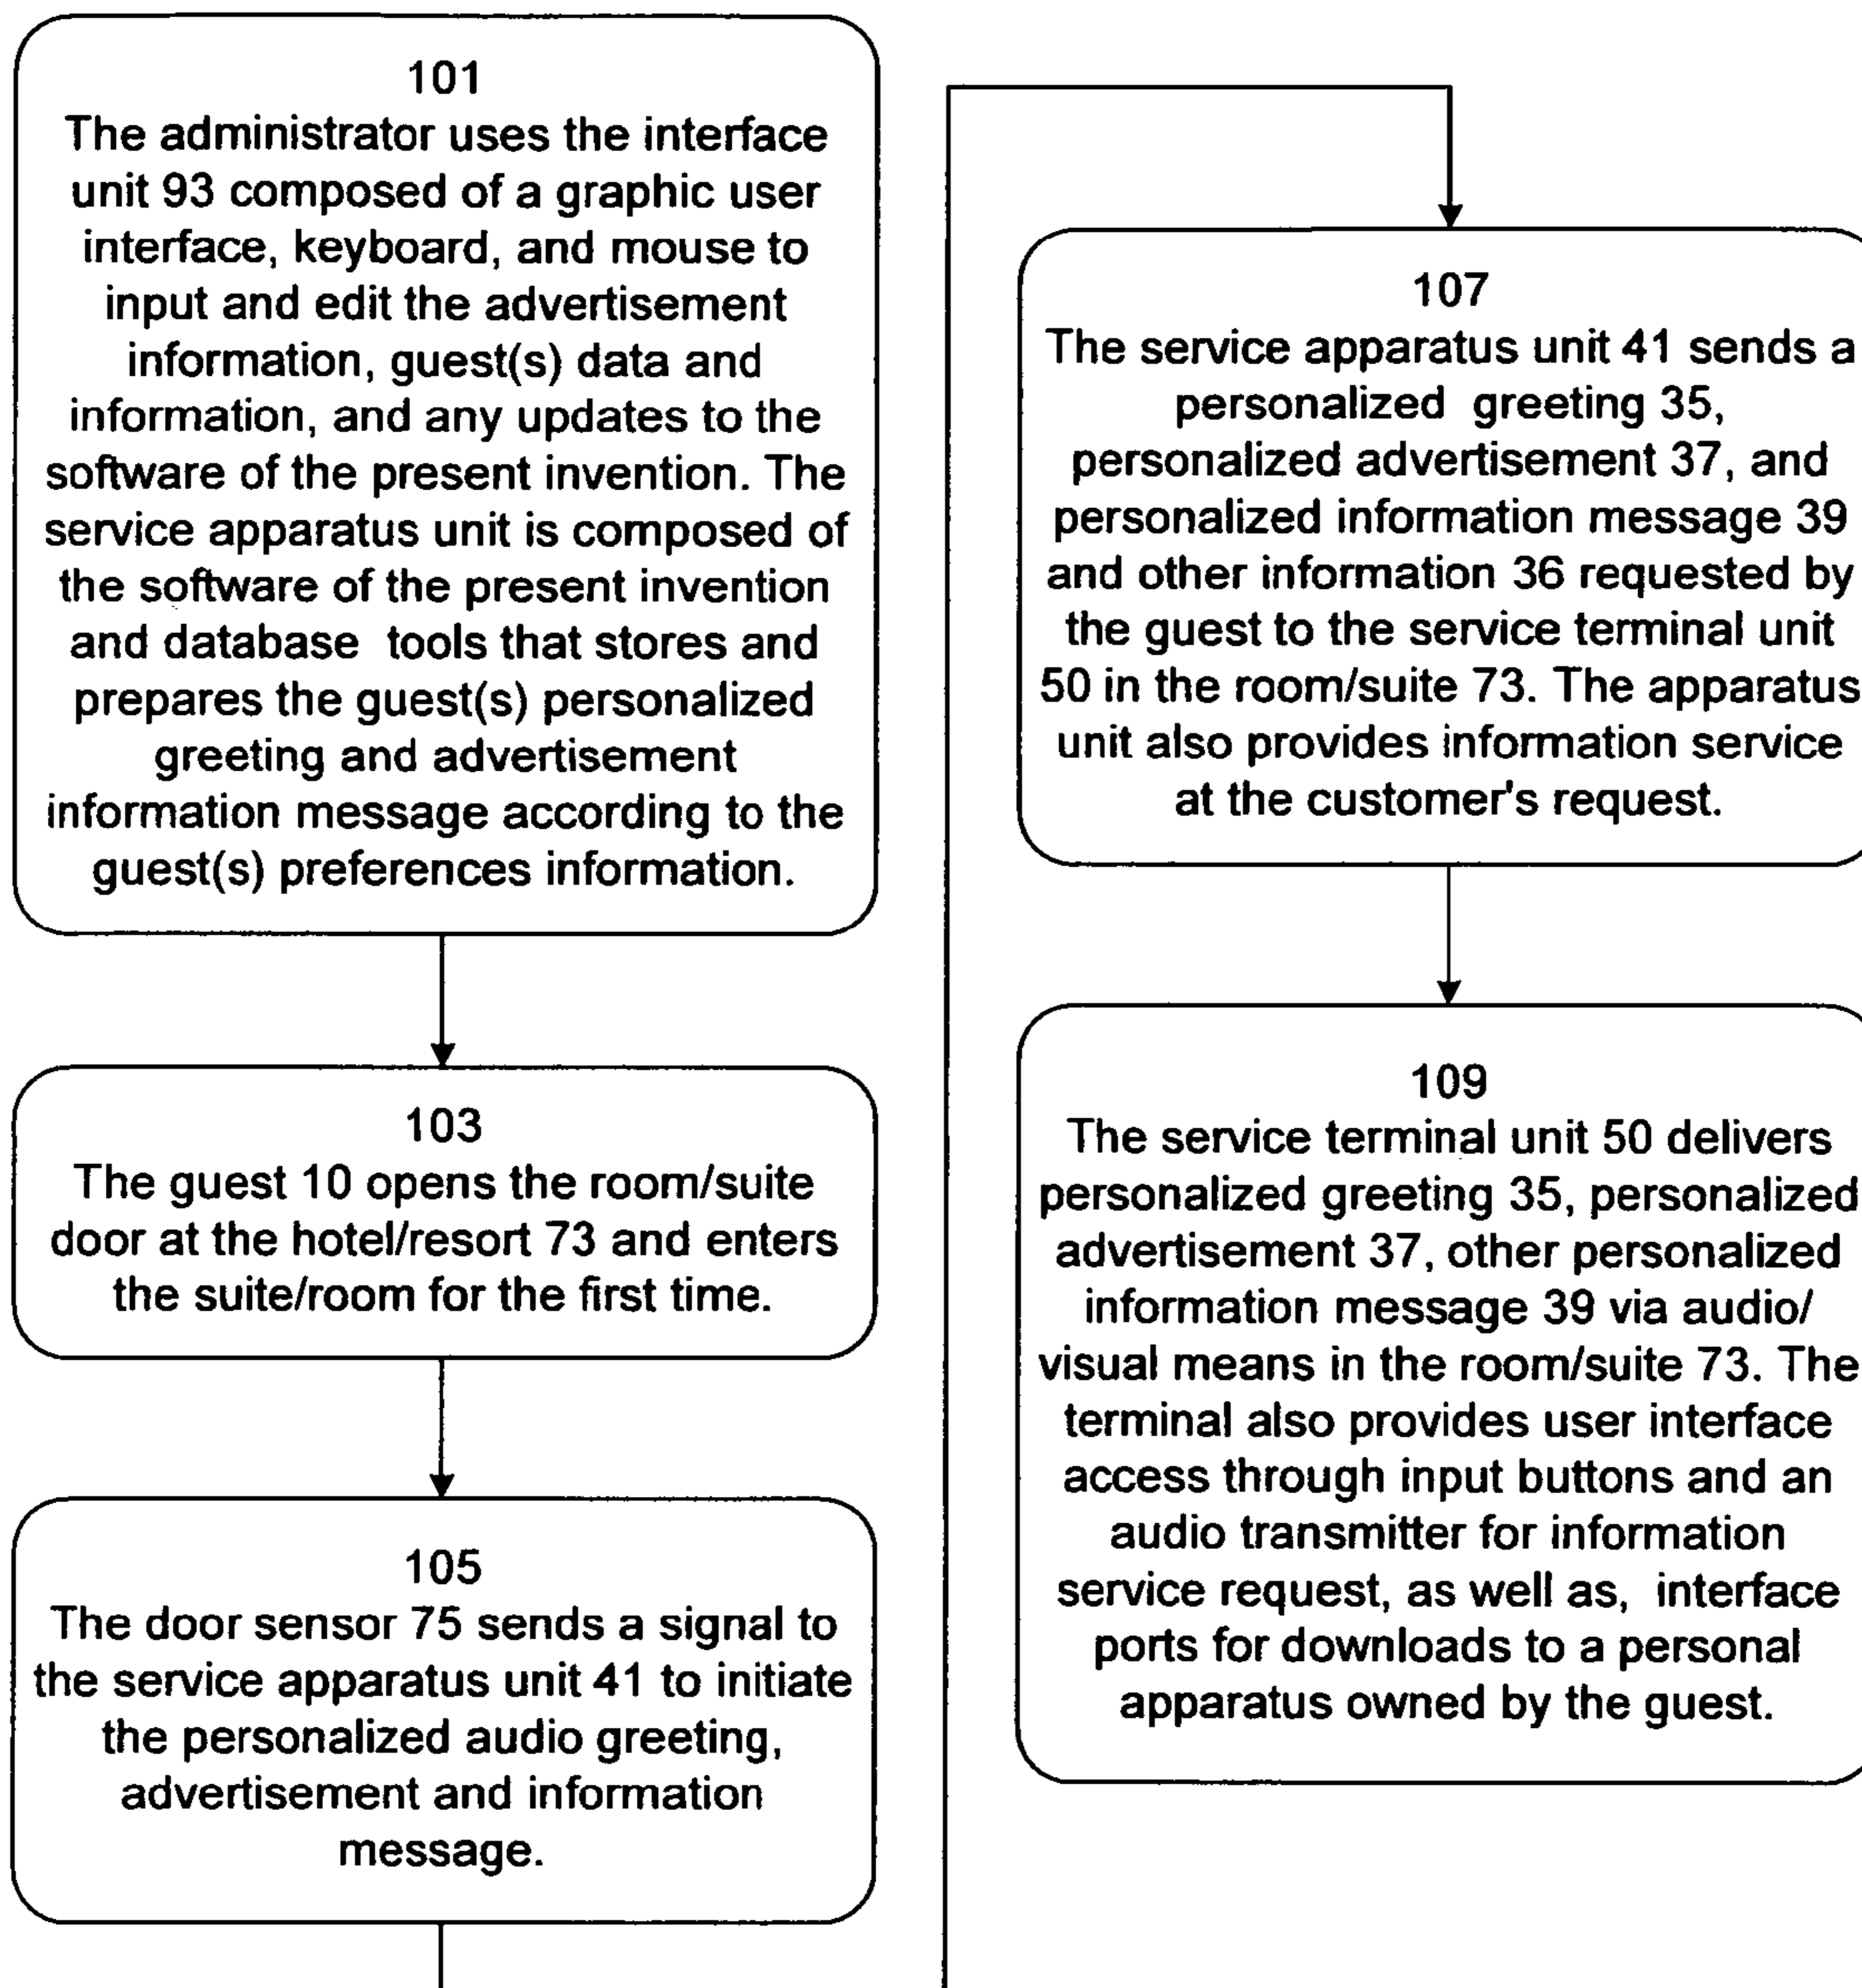 101
The administrator uses the interface
unit 93 composed of a graphic user
interface, keyboard, and mouse to
input and edit the advertisement
information, guest(s) data and
information, and any updates to the
software of the present invention. The
service apparatus unit is composed of
the software of the present invention
and database tools that stores and
prepares the guest(s) personalized
greeting and advertisement
information message according to the
guest(s) preferences information.
103
The guest 10 opens the room/suite
door at the hotel/resort 73 and enters
the suite/room for the first time.
105
The door sensor 75 sends a signal to
the service apparatus unit 41 to initiate
the personalized audio greeting,
advertisement and information
message.
107
The service apparatus unit 41 sends a
personalized greeting 35,
personalized advertisement 37, and
personalized information message 39
and other information 36 requested by
the guest to the service terminal unit
50 in the room/suite 73. The apparatus
unit also provides information service
at the customer's request.
109
The service terminal unit 50 delivers
personalized greeting 35, personalized
advertisement 37, other personalized
information message 39 via audio/
visual means in the room/suite 73. The
terminal also provides user interface
access through input buttons and an
audio transmitter for information
service request, as well as, interface
ports for downloads to a personal
apparatus owned by the guest.